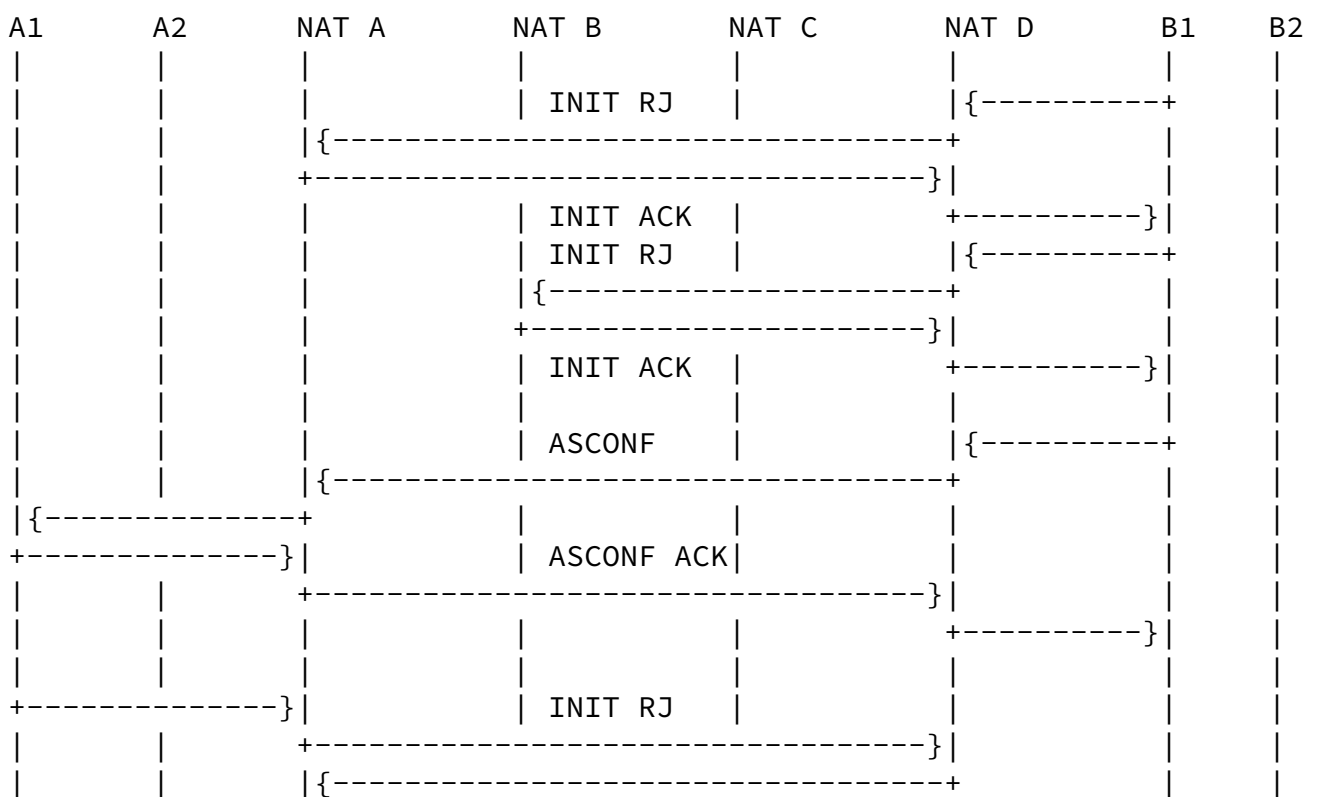 A1 A2 NAT A NAT B NAT C NAT D B1 B2
INIT RJ
INIT ACK
INIT RJ
INIT ACK
ASCONF
ASCONF ACK
INIT RJ